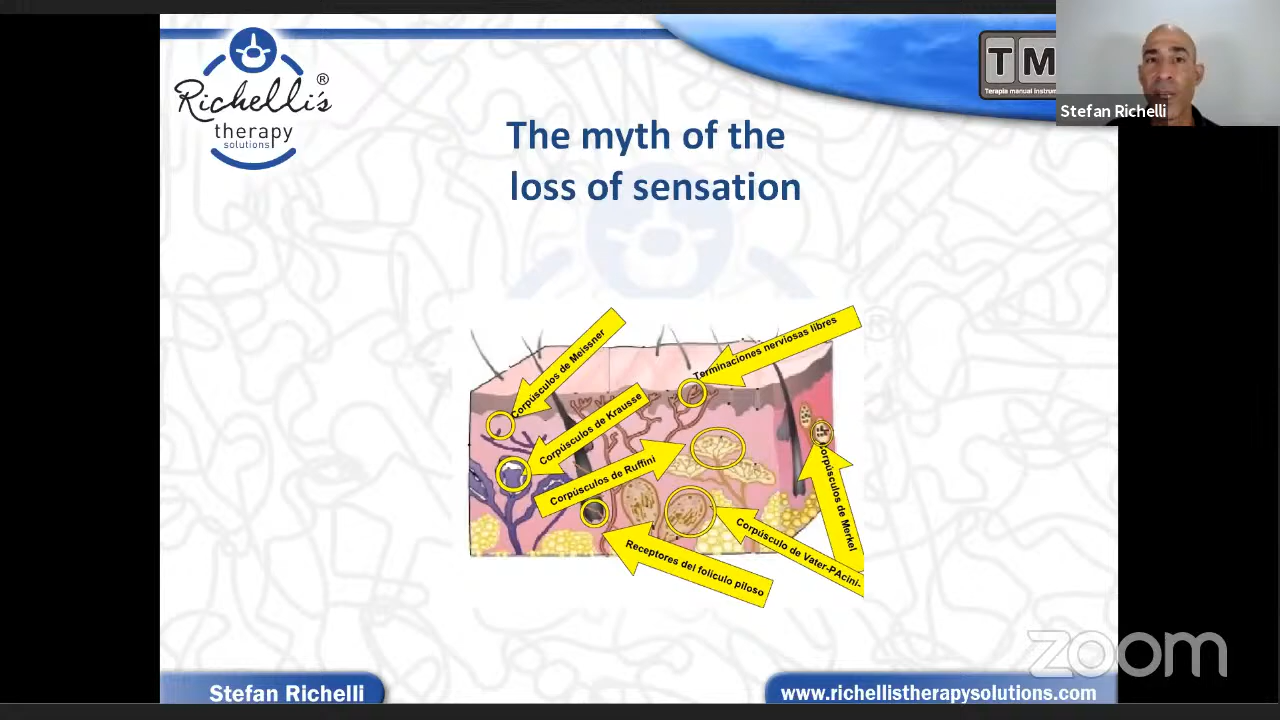 Richelli's ®
therapy
solutions
TM
Terapia manual instrum
Stefan Richelli
The myth of the
loss of sensation
Corpúsculos de Meissner
Terminaciones nerviosas libres
Corpúsculos de Krausse
Corpúsculos de Ruffini
Corpúsculos de Merkel
Corpúsculo de Vater-PAcini-
Receptores del foliculo piloso
zoom
Stefan Richelli
www.richellistherapysolutions.com